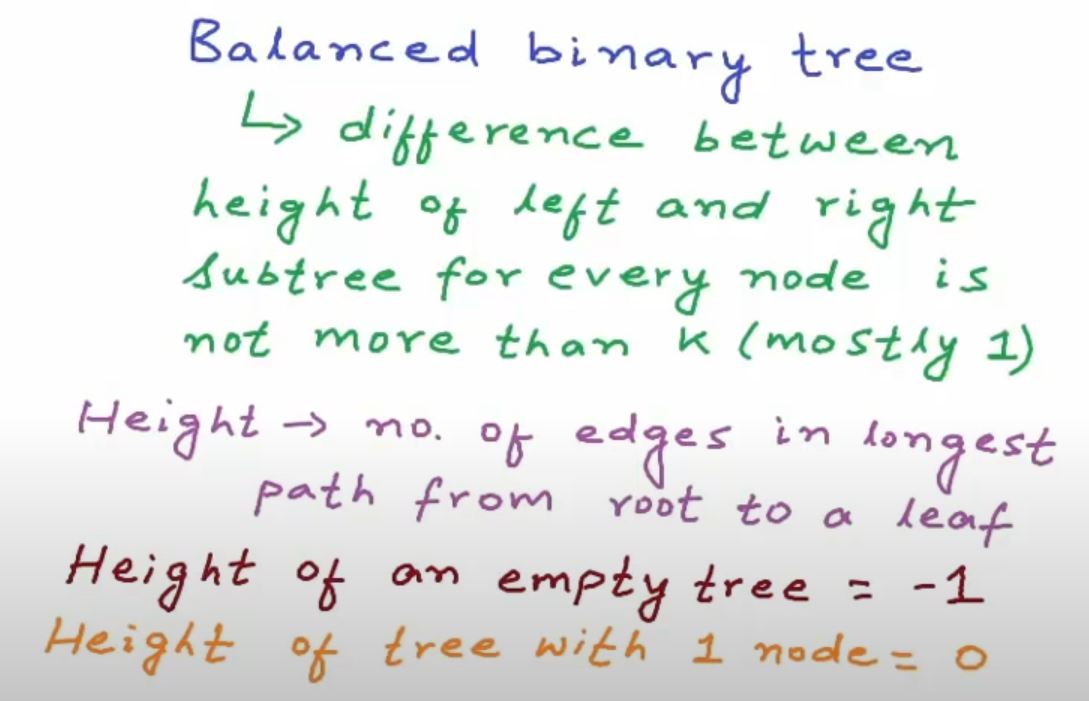 Balanced binary tree
↳ difference between
height of left and right
subtree for every node is
not more than k (mostly 1)
Height → no. of edges in longest
path from root to a leaf
Height of an empty tree = -1
Height of tree with 1 node = 0